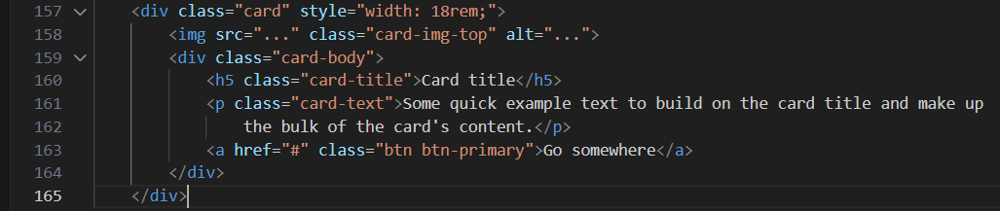 157 <div class="card" style="width: 18rem;">
158 <img src="..." class="card-img-top" alt="...">
159 <div class="card-body">
160 <h5 class="card-title">Card title</h5>
161 <p class="card-text">Some quick example text to build on the card title and make up
162 the bulk of the card's content.</p>
163 <a href="#" class="btn btn-primary">Go somewhere</a>
164 </div>
165 </div>